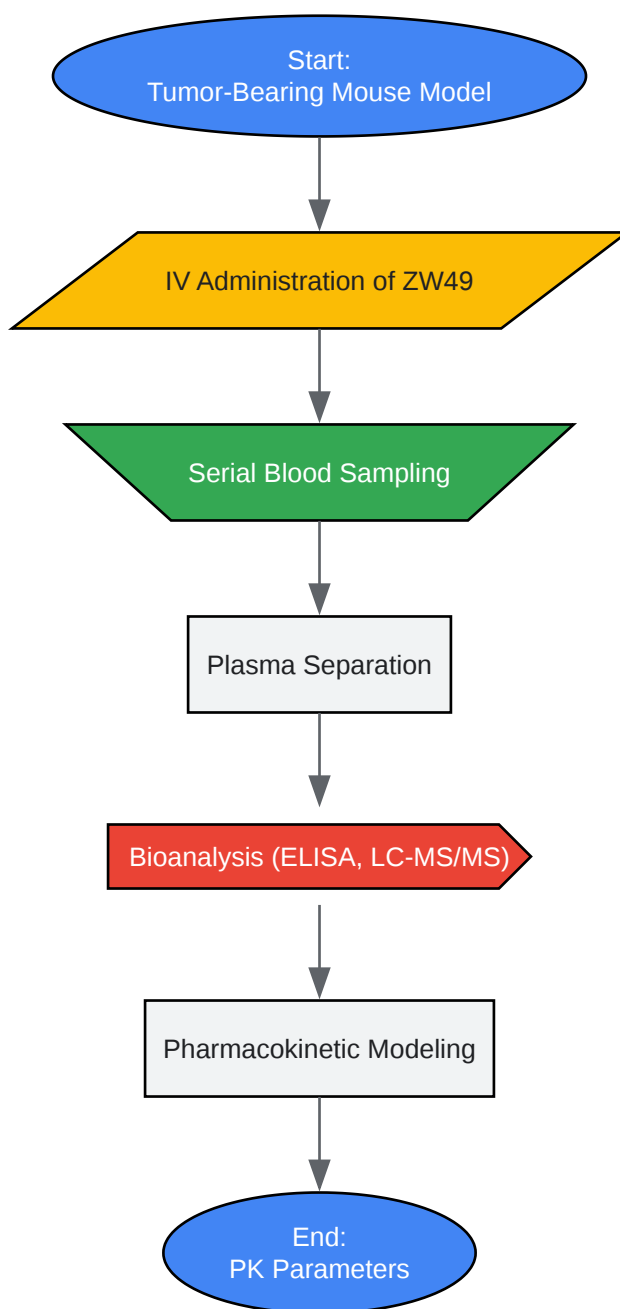 Start:
Tumor-Bearing Mouse Model
IV Administration of ZW49
Serial Blood Sampling
Plasma Separation
Bioanalysis (ELISA, LC-MS/MS)
Pharmacokinetic Modeling
End:
PK Parameters